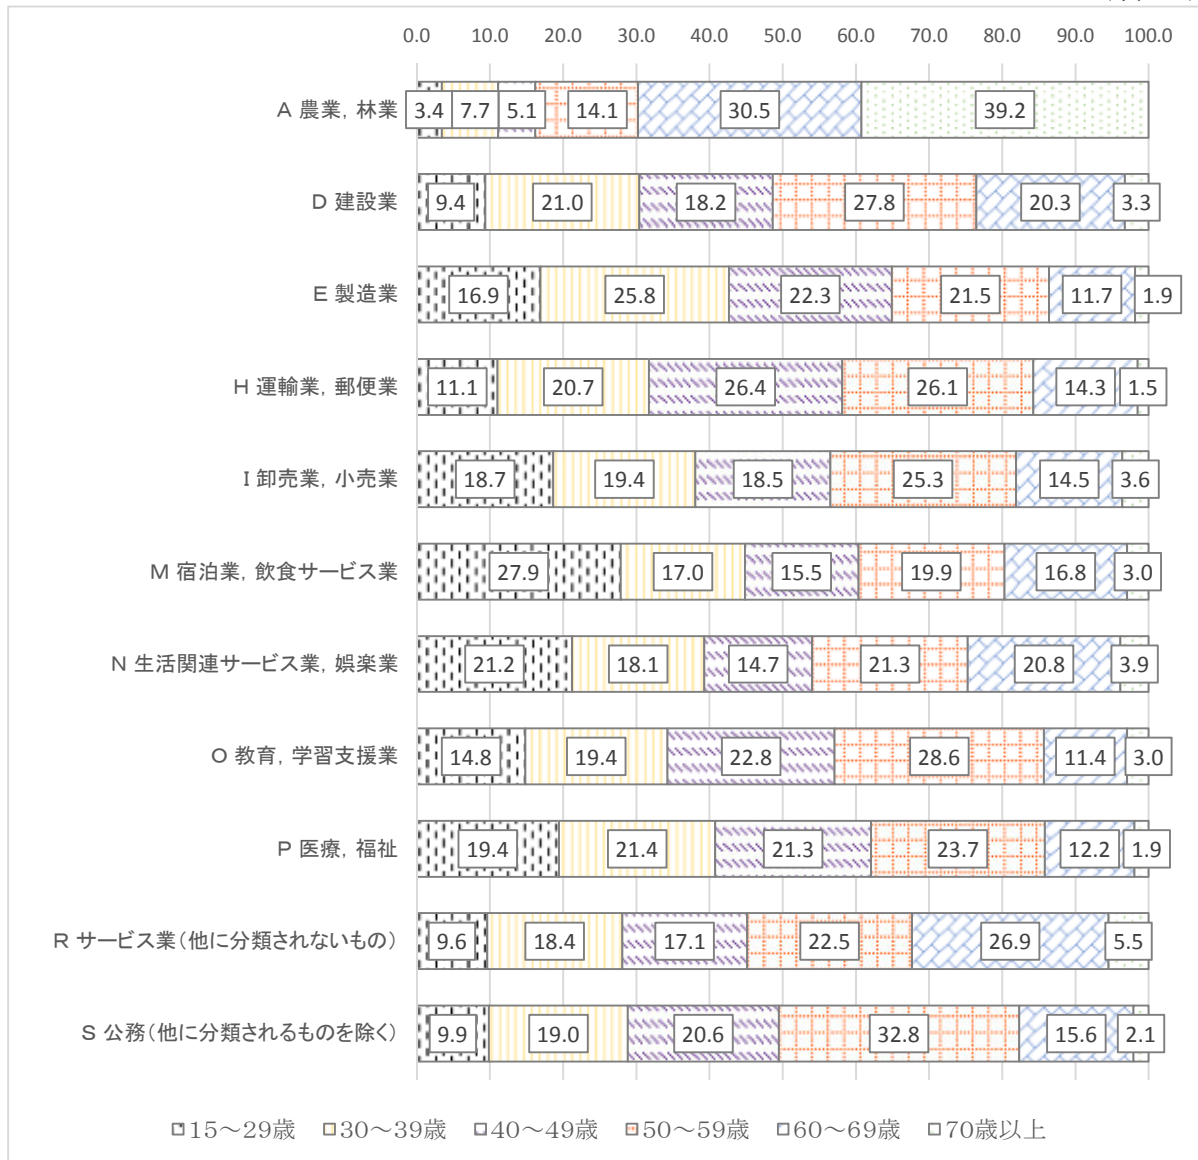 0.0 10.0 20.0 30.0 40.0 50.0 60.0 70.0 80.0 90.0 100.0
A 農業, 林業 3.4 7.7 5.1 14.1 30.5 39.2
D 建設業 9.4 21.0 18.2 27.8 20.3 3.3
E 製造業 16.9 25.8 22.3 21.5 11.7 1.9
H 運輸業, 郵便業 11.1 20.7 26.4 26.1 14.3 1.5
I 卸売業, 小売業 18.7 19.4 18.5 25.3 14.5 3.6
M 宿泊業, 飲食サービス業 27.9 17.0 15.5 19.9 16.8 3.0
N 生活関連サービス業, 娯楽業 21.2 18.1 14.7 21.3 20.8 3.9
O 教育, 学習支援業 14.8 19.4 22.8 28.6 11.4 3.0
P 医療, 福祉 19.4 21.4 21.3 23.7 12.2 1.9
R サービス業(他に分類されないもの) 9.6 18.4 17.1 22.5 26.9 5.5
S 公務(他に分類されるものを除く) 9.9 19.0 20.6 32.8 15.6 2.1
15～29歳 30～39歳 40～49歳 50～59歳 60～69歳 70歳以上